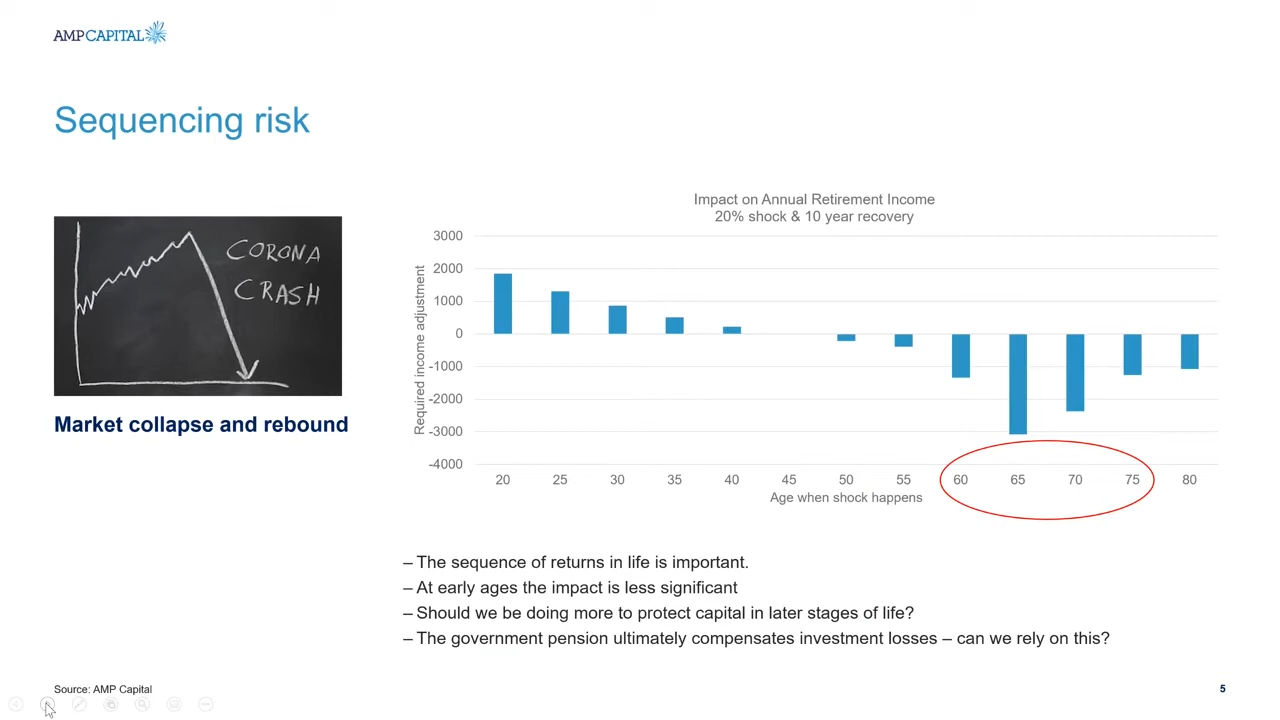 AMP CAPITAL
Sequencing risk
CORONA
CRASH
Market collapse and rebound
Impact on Annual Retirement Income
20% shock & 10 year recovery
Required income adjustment
3000
2000
1000
0
-1000
-2000
-3000
-4000
20 25 30 35 40 45 50 55 60 65 70 75 80
Age when shock happens
– The sequence of returns in life is important.
– At early ages the impact is less significant
– Should we be doing more to protect capital in later stages of life?
– The government pension ultimately compensates investment losses – can we rely on this?
Source: AMP Capital
5